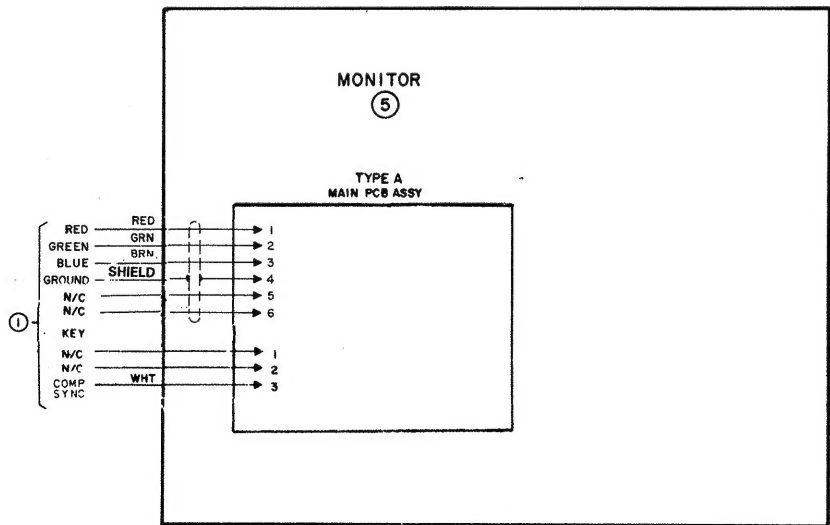 MONITOR
5
TYPE A
MAIN PCB ASSY
RED RED 1
GREEN GRN 2
BLUE BRN 3
GROUND SHIELD 4
N/C 5
N/C 6
1
KEY
N/C 1
N/C 2
COMP SYNC WHT 3